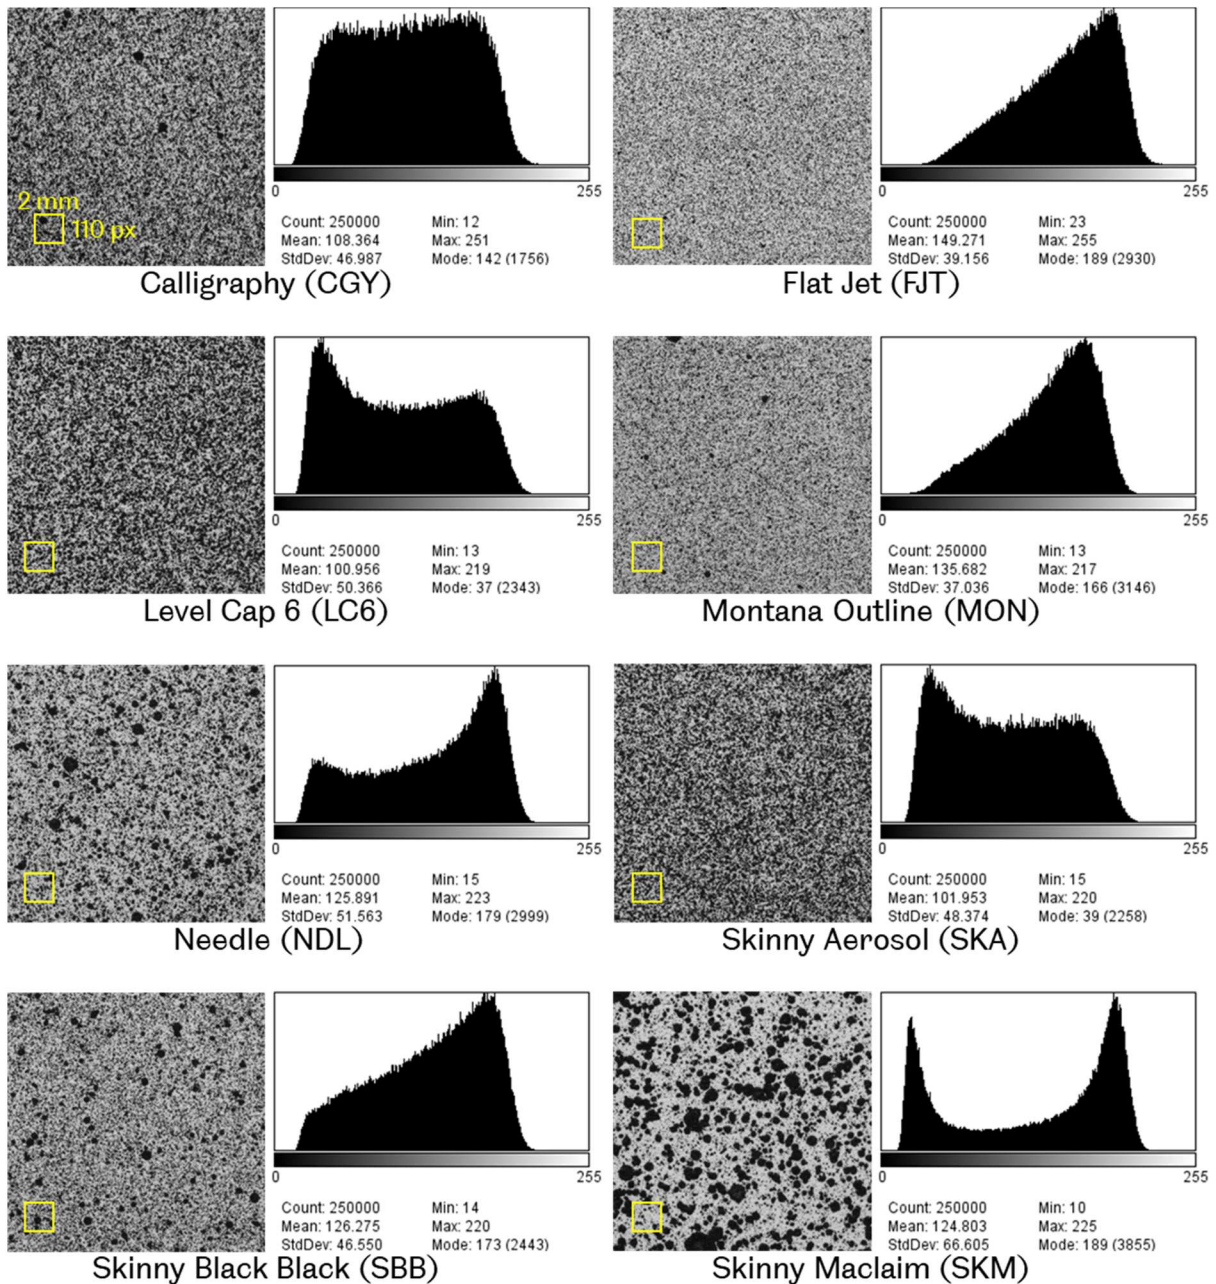 2 mm
110 px
0 255
Count: 250000 Min: 12
Mean: 108.364 Max: 251
StdDev: 46.987 Mode: 142 (1756)
Calligraphy (CGY)
0 255
Count: 250000 Min: 23
Mean: 149.271 Max: 255
StdDev: 39.156 Mode: 189 (2930)
Flat Jet (FJT)
0 255
Count: 250000 Min: 13
Mean: 100.956 Max: 219
StdDev: 50.366 Mode: 37 (2343)
Level Cap 6 (LC6)
0 255
Count: 250000 Min: 13
Mean: 135.682 Max: 217
StdDev: 37.036 Mode: 166 (3146)
Montana Outline (MON)
0 255
Count: 250000 Min: 15
Mean: 125.891 Max: 223
StdDev: 51.563 Mode: 179 (2999)
Needle (NDL)
0 255
Count: 250000 Min: 15
Mean: 101.953 Max: 220
StdDev: 48.374 Mode: 39 (2258)
Skinny Aerosol (SKA)
0 255
Count: 250000 Min: 14
Mean: 126.275 Max: 220
StdDev: 46.550 Mode: 173 (2443)
Skinny Black Black (SBB)
0 255
Count: 250000 Min: 10
Mean: 124.803 Max: 225
StdDev: 66.605 Mode: 189 (3855)
Skinny Maclaim (SKM)